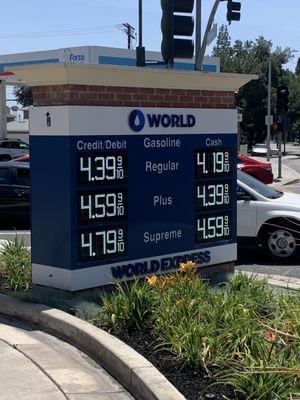 Forza
WORLD
Credit Debit Gasoline Cash
4.39 9/10 Regular 4.19 9/10
4.59 9/10 Plus 4.39 9/10
4.79 9/10 Supreme 4.59 9/10
WORLD EXPRESS